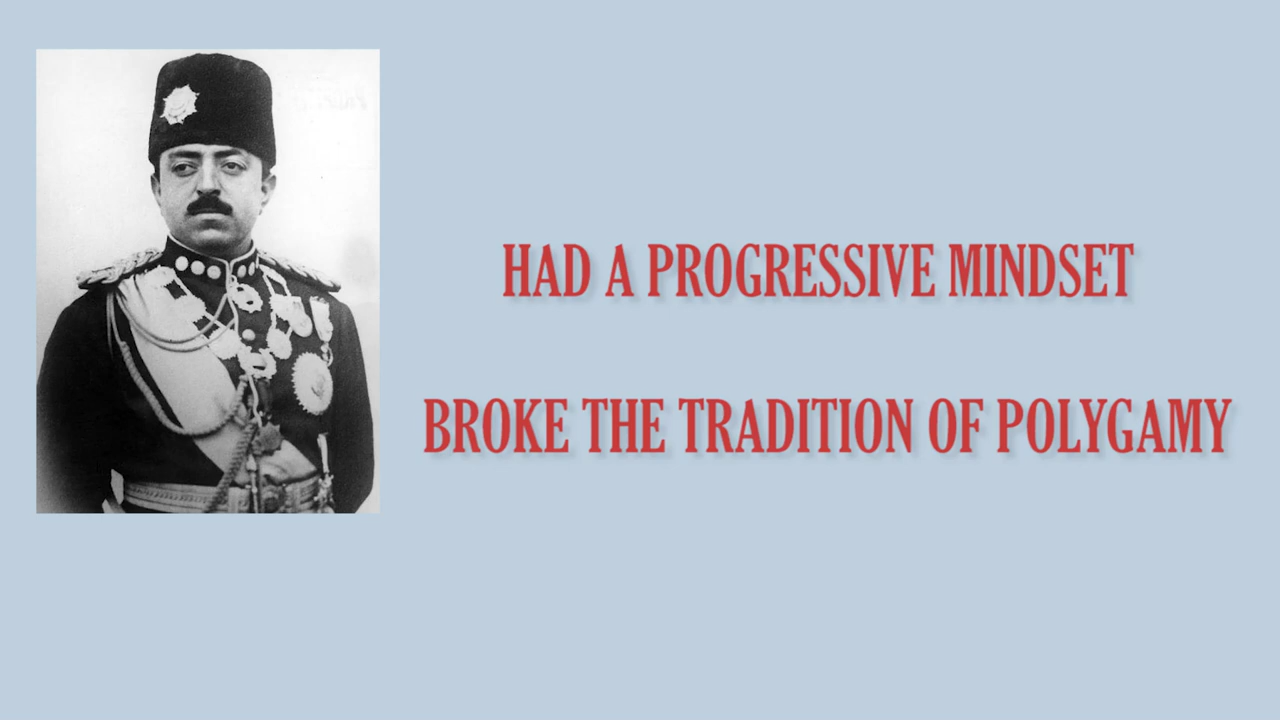 HAD A PROGRESSIVE MINDSET
BROKE THE TRADITION OF POLYGAMY